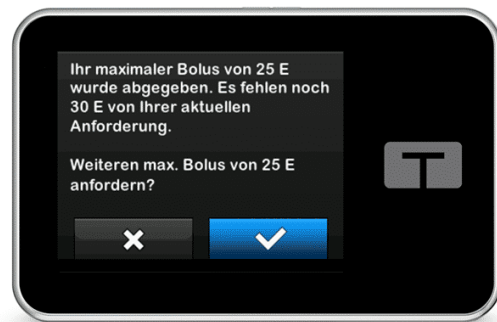 Ihr maximaler Bolus von 25 E
wurde abgegeben. Es fehlen noch
30 E von Ihrer aktuellen
Anforderung.
Weiteren max. Bolus von 25 E
anfordern?